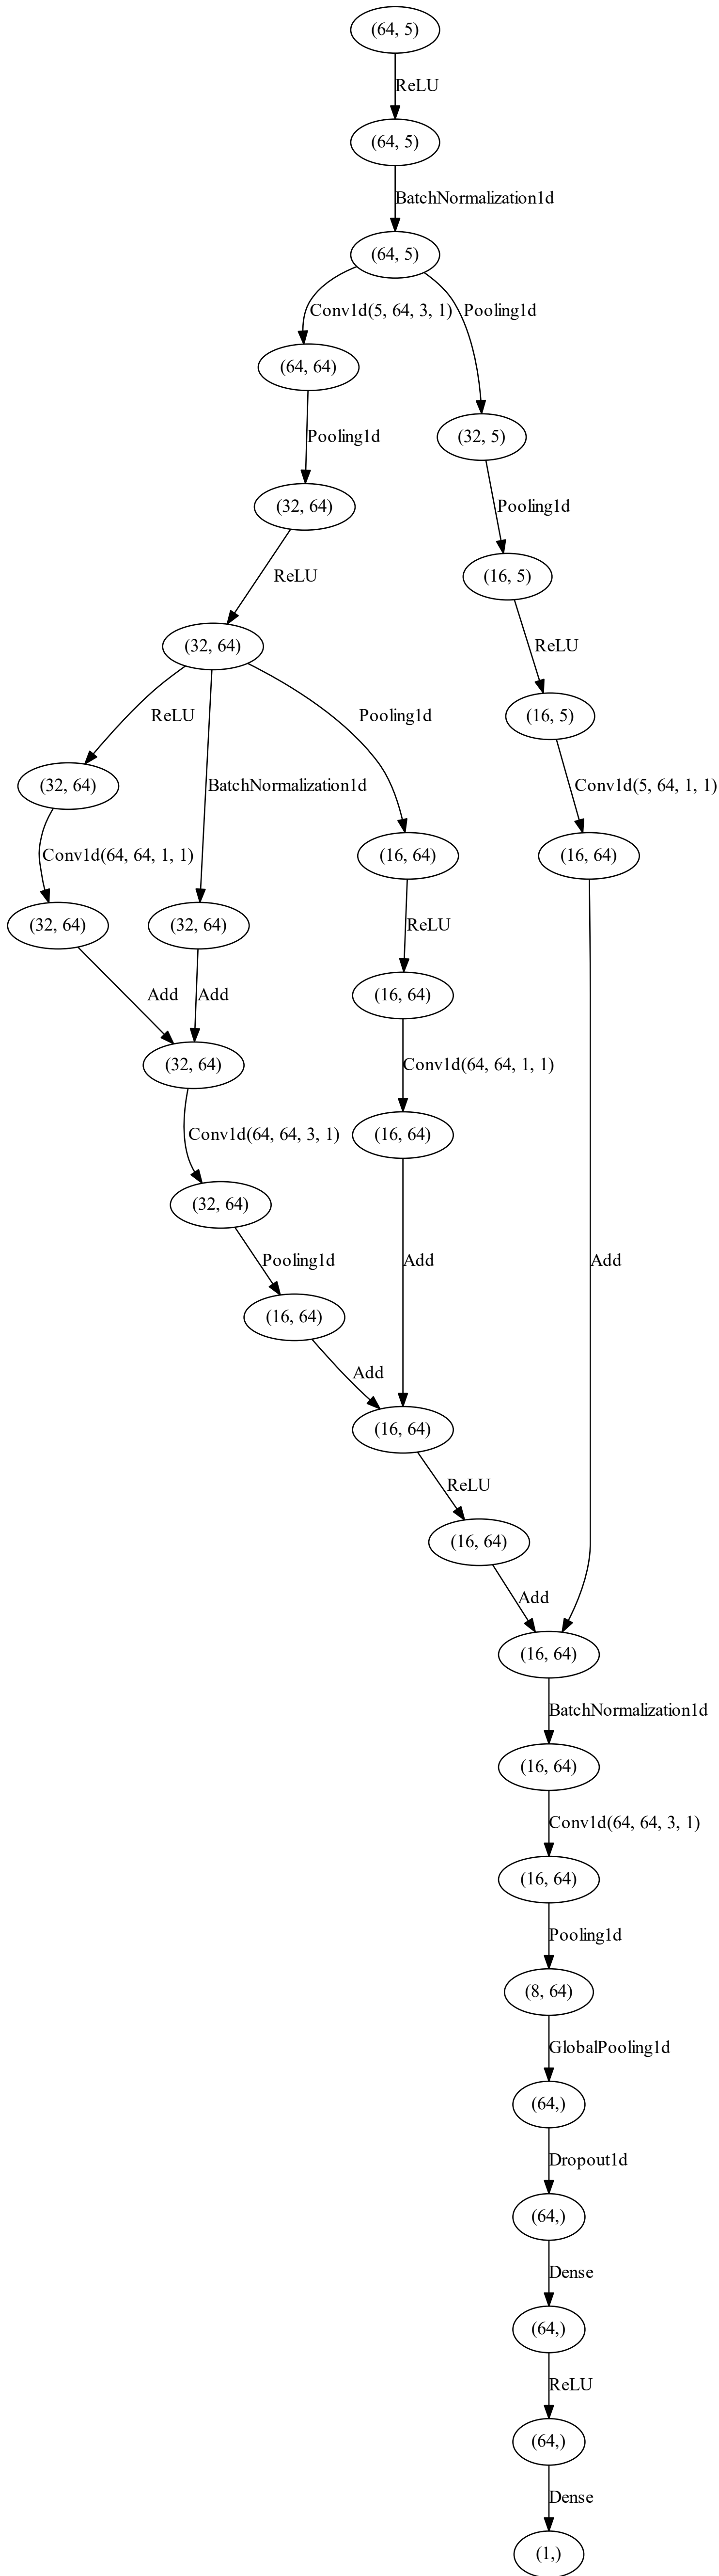 (64, 5)
ReLU
(64, 5)
BatchNormalization1d
(64, 5)
Conv1d(5, 64, 3, 1) Pooling1d
(64, 64)
Pooling1d
(32, 5)
(32, 64)
Pooling1d
ReLU
(16, 5)
(32, 64)
ReLU
ReLU
Pooling1d
(16, 5)
(32, 64)
BatchNormalization1d
Conv1d(5, 64, 1, 1)
Conv1d(64, 64, 1, 1)
(16, 64)
(16, 64)
(32, 64)
(32, 64)
ReLU
Add
Add
(16, 64)
(32, 64)
Conv1d(64, 64, 1, 1)
Conv1d(64, 64, 3, 1)
(16, 64)
(32, 64)
Pooling1d
Add
Add
(16, 64)
Add
(16, 64)
ReLU
(16, 64)
Add
(16, 64)
BatchNormalization1d
(16, 64)
Conv1d(64, 64, 3, 1)
(16, 64)
Pooling1d
(8, 64)
GlobalPooling1d
(64,)
Dropout1d
(64,)
Dense
(64,)
ReLU
(64,)
Dense
(1,)